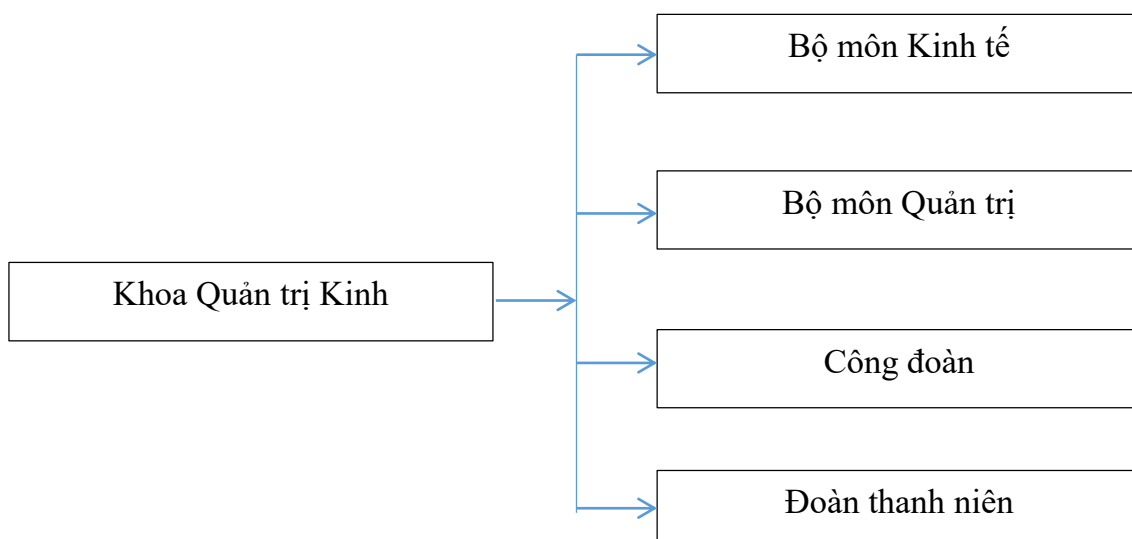 Bộ môn Kinh tế
Bộ môn Quản trị
Khoa Quản trị Kinh
Công đoàn
Đoàn thanh niên